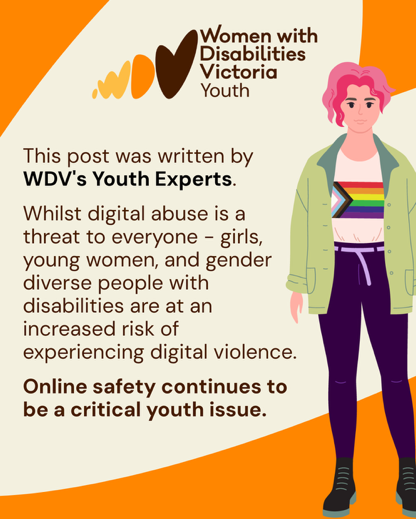 Women with
Disabilities
Victoria
Youth
This post was written by
WDV's Youth Experts.
Whilst digital abuse is a
threat to everyone - girls,
young women, and gender
diverse people with
disabilities are at an
increased risk of
experiencing digital violence.
Online safety continues to
be a critical youth issue.